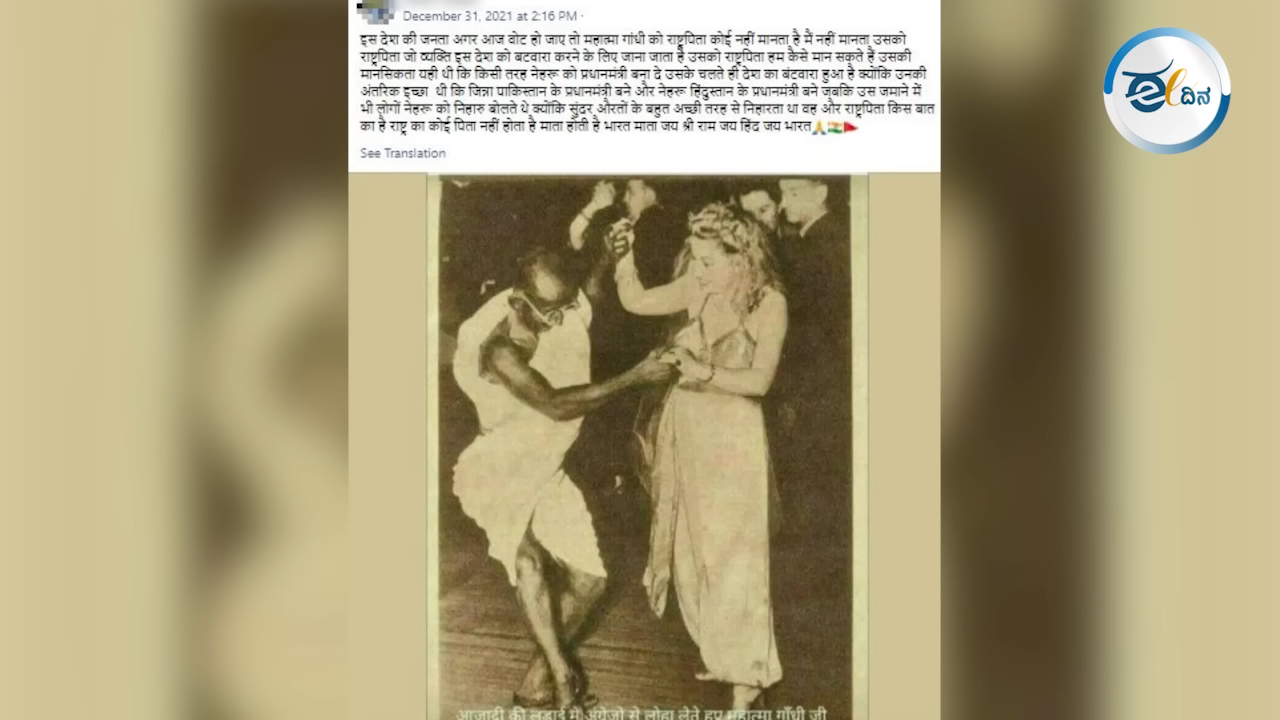 December 31, 2021 at 2:16 PM ·
इस देश की जनता अगर आज वोट हो जाए तो महात्मा गांधी को राष्ट्रपिता कोई नहीं मानता है मैं नहीं मानता उसको
राष्ट्रपिता जो व्यक्ति इस देश को बटवारा करने के लिए जाना जाता है उसको राष्ट्रपिता हम कैसे मान सकते हैं उसकी
मानसिकता यही थी कि किसी तरह नेहरू को प्रधानमंत्री बना दे उसके चलते ही देश का बंटवारा हुआ है क्योंकि उनकी
अंतरिक इच्छा थी कि जिन्ना पाकिस्तान के प्रधानमंत्री बने और नेहरू हिंदुस्तान के प्रधानमंत्री बने जबकि उस जमाने में
भी लोगों नेहरू को निहारु बोलते थे क्योंकि सुंदर औरतों के बहुत अच्छी तरह से निहारता था वह और राष्ट्रपिता किस बात
का है राष्ट्र का कोई पिता नहीं होता है माता होती है भारत माता जय श्री राम जय हिंद जय भारत🙏🇮🇳🚩
See Translation
आजादी की लडाई में अंग्रेजो से लोहा लेते हुए महात्मा गाँधी जी
ಈ dina
ದಿನ